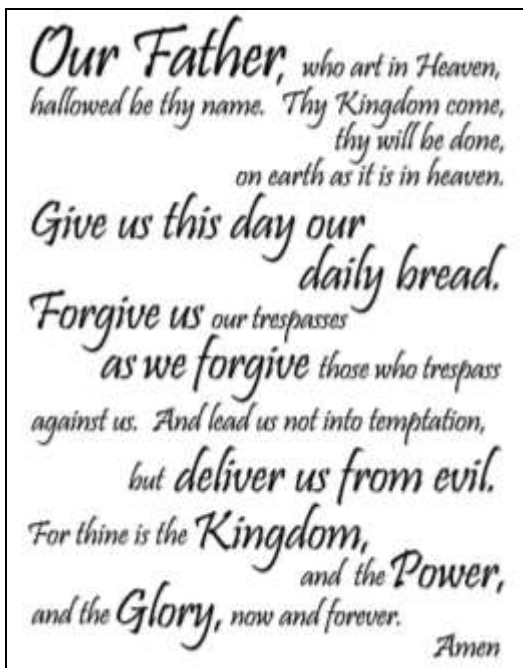 Our Father, who art in Heaven,
hallowed be thy name. Thy Kingdom come,
thy will be done,
on earth as it is in heaven.
Give us this day our
daily bread.
Forgive us our trespasses
as we forgive those who trespass
against us. And lead us not into temptation,
but deliver us from evil.
For thine is the Kingdom,
and the Power,
and the Glory, now and forever.
Amen